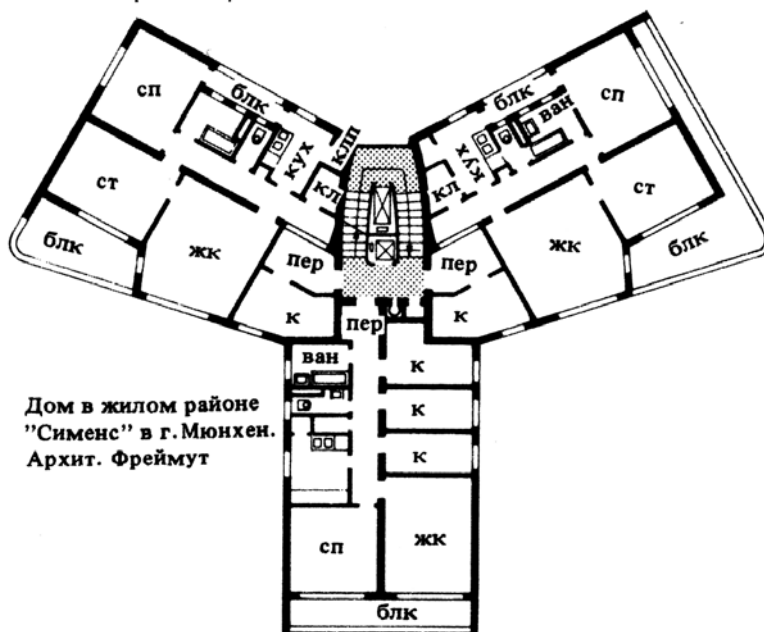 сп
блк
ст
кух
клп
кл
блк
жк
пер
к
блк
ван
сп
кух
кл
ст
жк
блк
пер
к
пер
ван
к
к
к
сп
жк
блк
Дом в жилом районе
"Сименс" в г. Мюнхен.
Архит. Фреймут